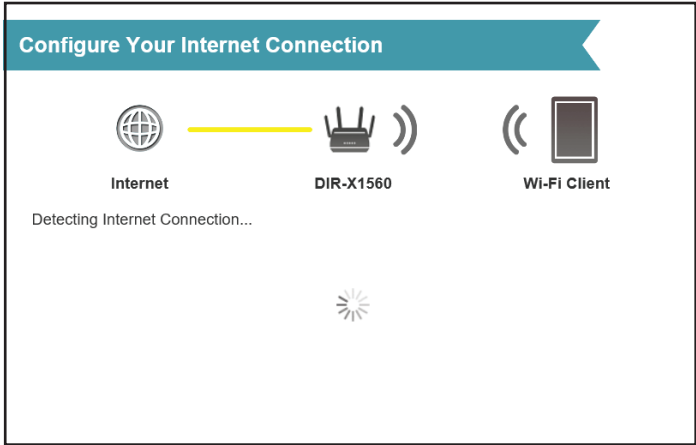 Configure Your Internet Connection
Internet
DIR-X1560
Wi-Fi Client
Detecting Internet Connection...